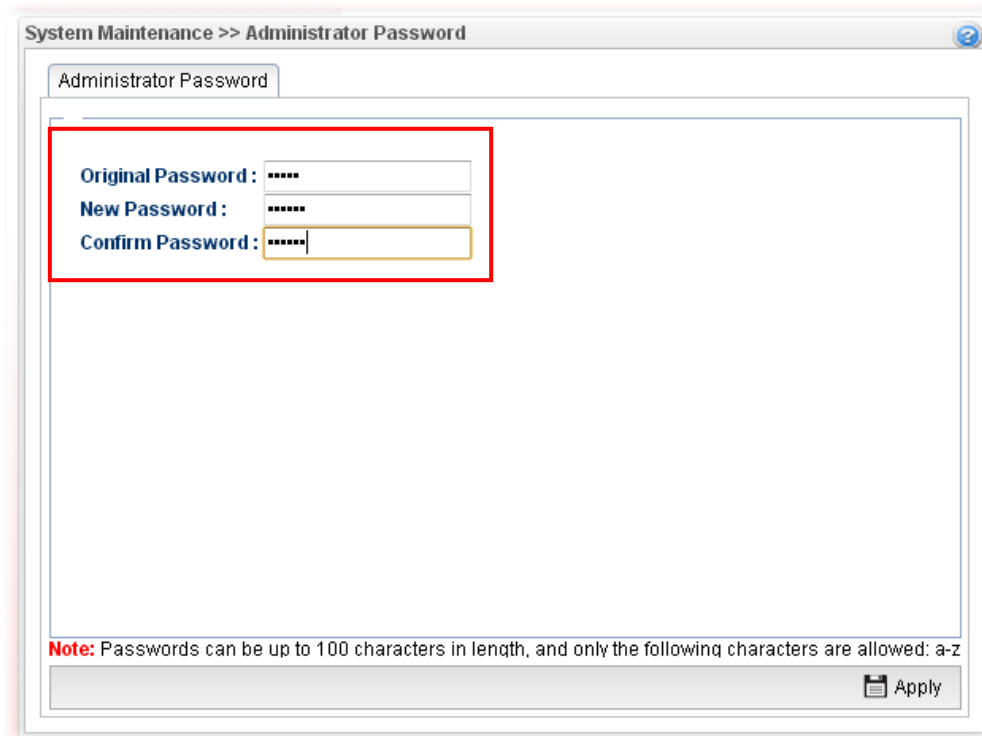 System Maintenance >> Administrator Password
Administrator Password
Original Password : •••••
New Password : ••••••
Confirm Password : ••••••
Note: Passwords can be up to 100 characters in length, and only the following characters are allowed: a-z
Apply